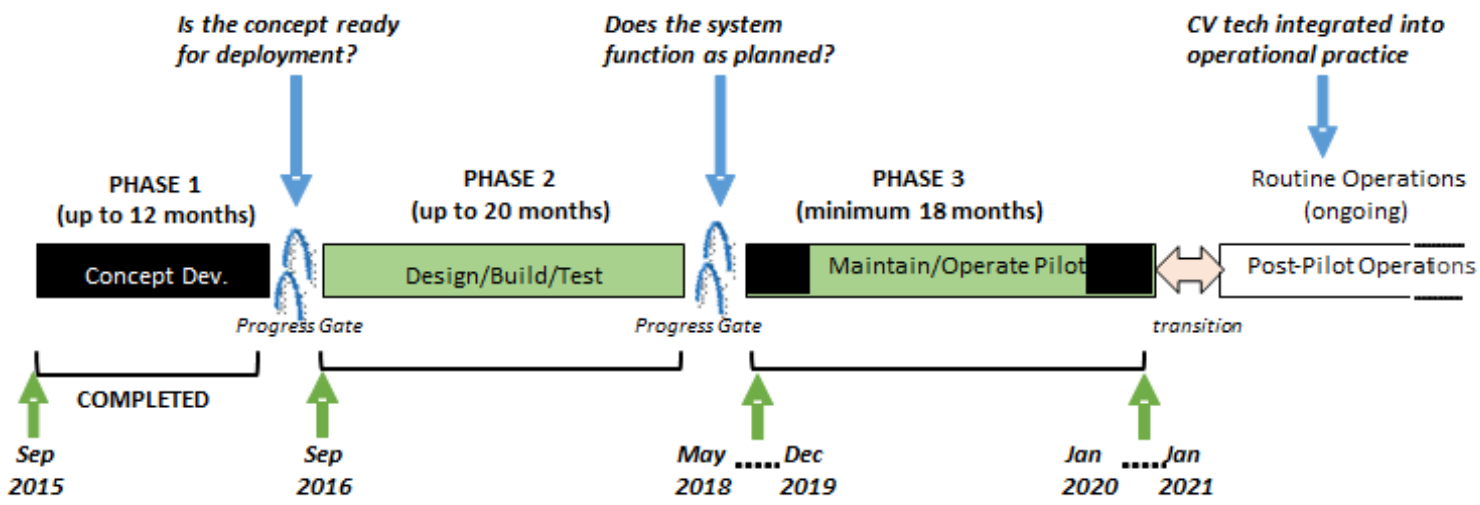 Is the concept ready
for deployment?
Does the system
function as planned?
CV tech integrated into
operational practice
PHASE 1
(up to 12 months)
PHASE 2
(up to 20 months)
PHASE 3
(minimum 18 months)
Routine Operations
(ongoing)
Concept Dev.
Design/Build/Test
Maintain/Operate Pilot
Post-Pilot Operations
Progress Gate
Progress Gate
transition
COMPLETED
Sep
2015
Sep
2016
May ...... Dec
2018 2019
Jan ...... Jan
2020 2021